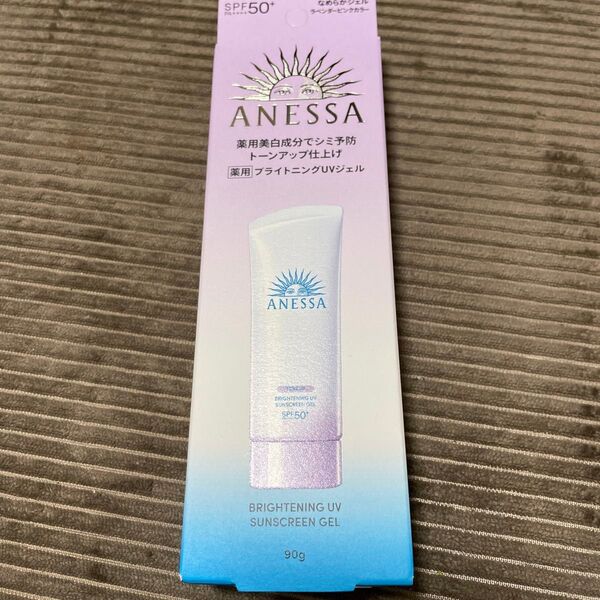 SPF50+
PA++++
なめらかジェル
ラベンダーピンクカラー
ANESSA
薬用美白成分でシミ予防
トーンアップ仕上げ
薬用 ブライトニングUVジェル
ANESSA
BRIGHTENING UV
SUNSCREEN GEL
SPF50+
BRIGHTENING UV
SUNSCREEN GEL
90g